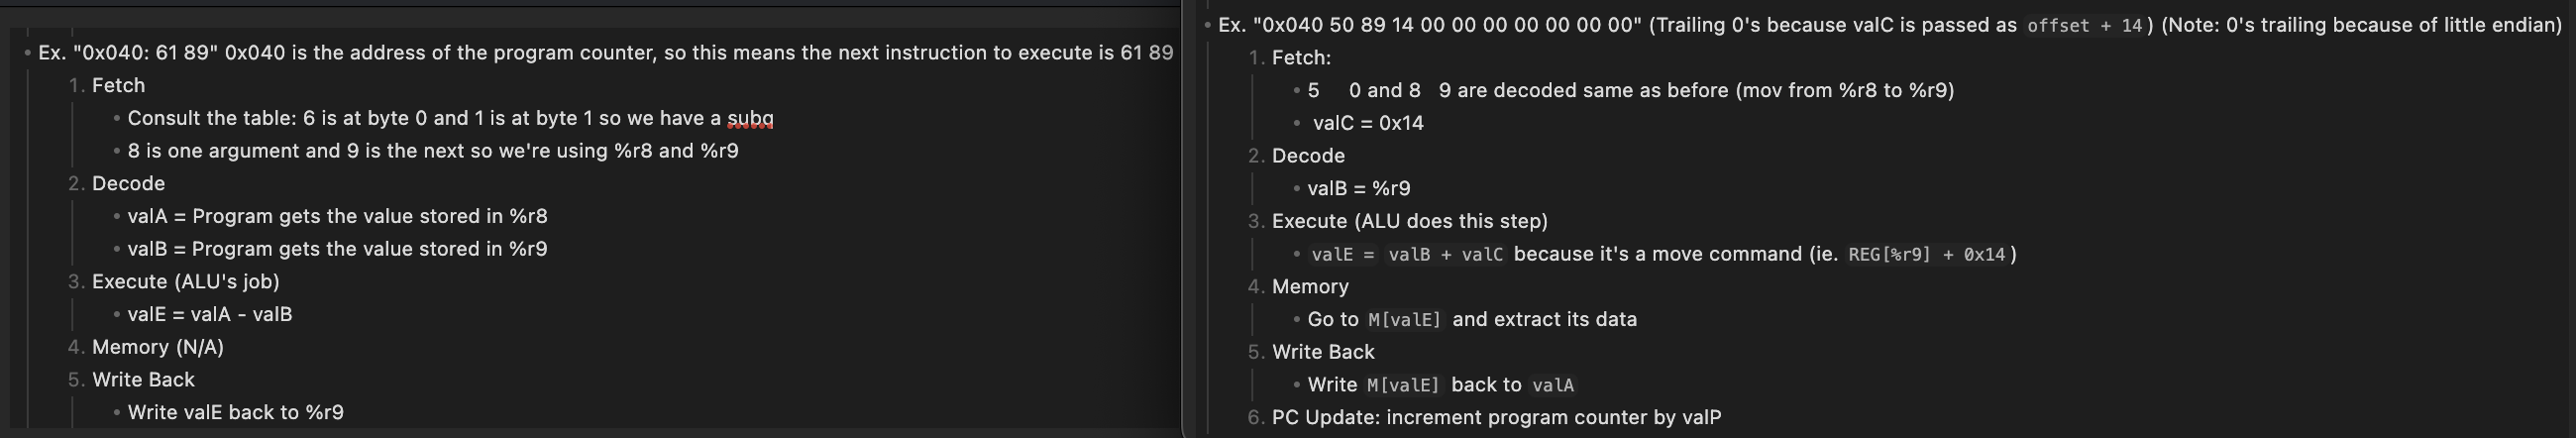 • Ex. "0x040: 61 89" 0x040 is the address of the program counter, so this means the next instruction to execute is 61 89
1. Fetch
• Consult the table: 6 is at byte 0 and 1 is at byte 1 so we have a subq
• 8 is one argument and 9 is the next so we're using %r8 and %r9
2. Decode
• valA = Program gets the value stored in %r8
• valB = Program gets the value stored in %r9
3. Execute (ALU's job)
• valE = valA - valB
4. Memory (N/A)
5. Write Back
• Write valE back to %r9
• Ex. "0x040 50 89 14 00 00 00 00 00 00 00" (Trailing 0's because valC is passed as offset + 14) (Note: 0's trailing because of little endian)
1. Fetch:
• 5 0 and 8 9 are decoded same as before (mov from %r8 to %r9)
• valC = 0x14
2. Decode
• valB = %r9
3. Execute (ALU does this step)
• valE = valB + valC because it's a move command (ie. REG[%r9] + 0x14)
4. Memory
• Go to M[valE] and extract its data
5. Write Back
• Write M[valE] back to valA
6. PC Update: increment program counter by valP